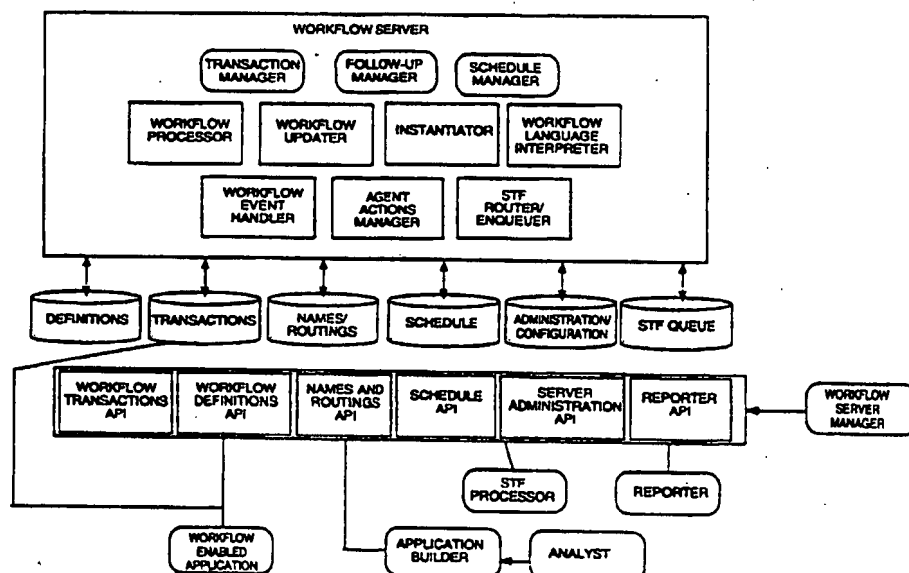 WORKFLOW SERVER
TRANSACTION
MANAGER
FOLLOW-UP
MANAGER
SCHEDULE
MANAGER
WORKFLOW
PROCESSOR
WORKFLOW
UPDATER
INSTANTIATOR
WORKFLOW
LANGUAGE
INTERPRETER
WORKFLOW
EVENT
HANDLER
AGENT
ACTIONS
MANAGER
STF
ROUTER/
ENQUEUER
DEFINITIONS
TRANSACTIONS
NAMES/
ROUTINGS
SCHEDULE
ADMINISTRATION/
CONFIGURATION
STF QUEUE
WORKFLOW
TRANSACTIONS
API
WORKFLOW
DEFINITIONS
API
NAMES AND
ROUTINGS
API
SCHEDULE
API
SERVER
ADMINISTRATION
API
REPORTER
API
WORKFLOW
SERVER
MANAGER
STF
PROCESSOR
REPORTER
WORKFLOW
ENABLED
APPLICATION
APPLICATION
BUILDER
ANALYST